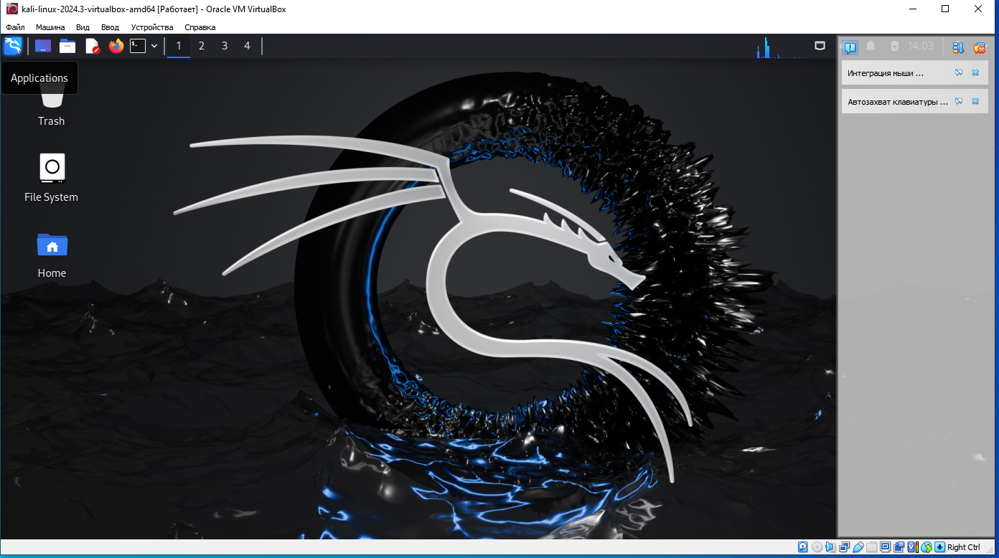 kali-linux-2024.3-virtualbox-amd64 [Работает] - Oracle VM VirtualBox
Файл Машина Вид Ввод Устройства Справка
1 2 3 4 14:03
Applications
Интеграция мыши ...
Автозахват клавиатуры ...
Trash
File System
Home
Right Ctrl